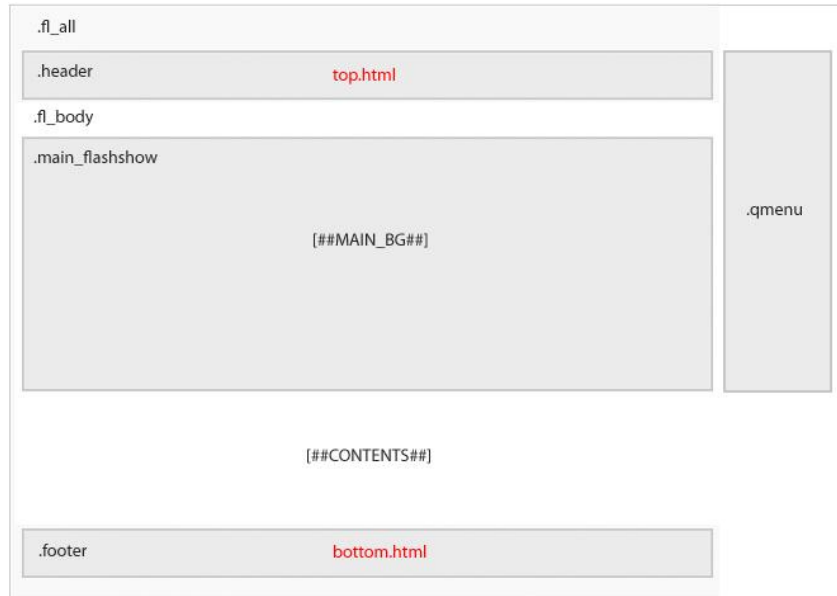 .fl_all
.header top.html
.fl_body
.main_flashshow
.qmenu
[##MAIN_BG##]
[##CONTENTS##]
.footer bottom.html